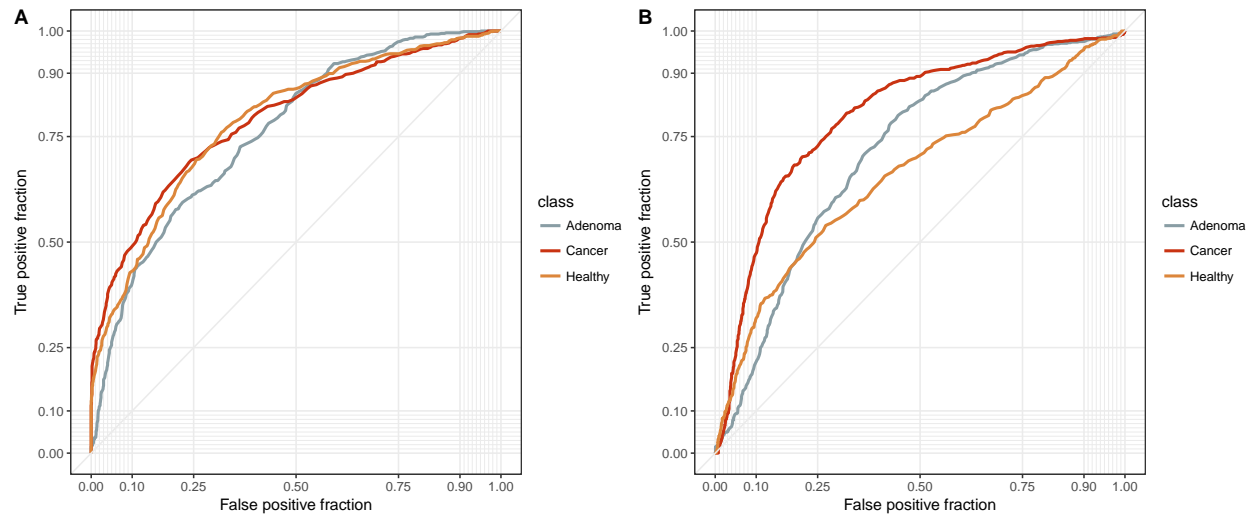 A
1.00
0.90
0.75
0.50
0.25
0.10
0.00
True positive fraction
0.00 0.10 0.25 0.50 0.75 0.90 1.00
False positive fraction
class
Adenoma
Cancer
Healthy
B
1.00
0.90
0.75
0.50
0.25
0.10
0.00
True positive fraction
0.00 0.10 0.25 0.50 0.75 0.90 1.00
False positive fraction
class
Adenoma
Cancer
Healthy